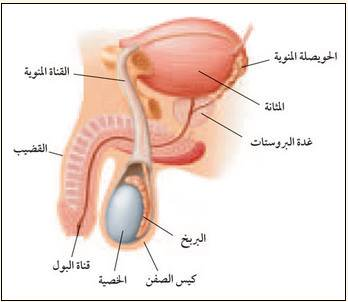 الحويصلة المنوية
القناة المنوية
المثانة
غدة البروستات
القضيب
البربخ
كيس الصفن
الخصية
قناة البول